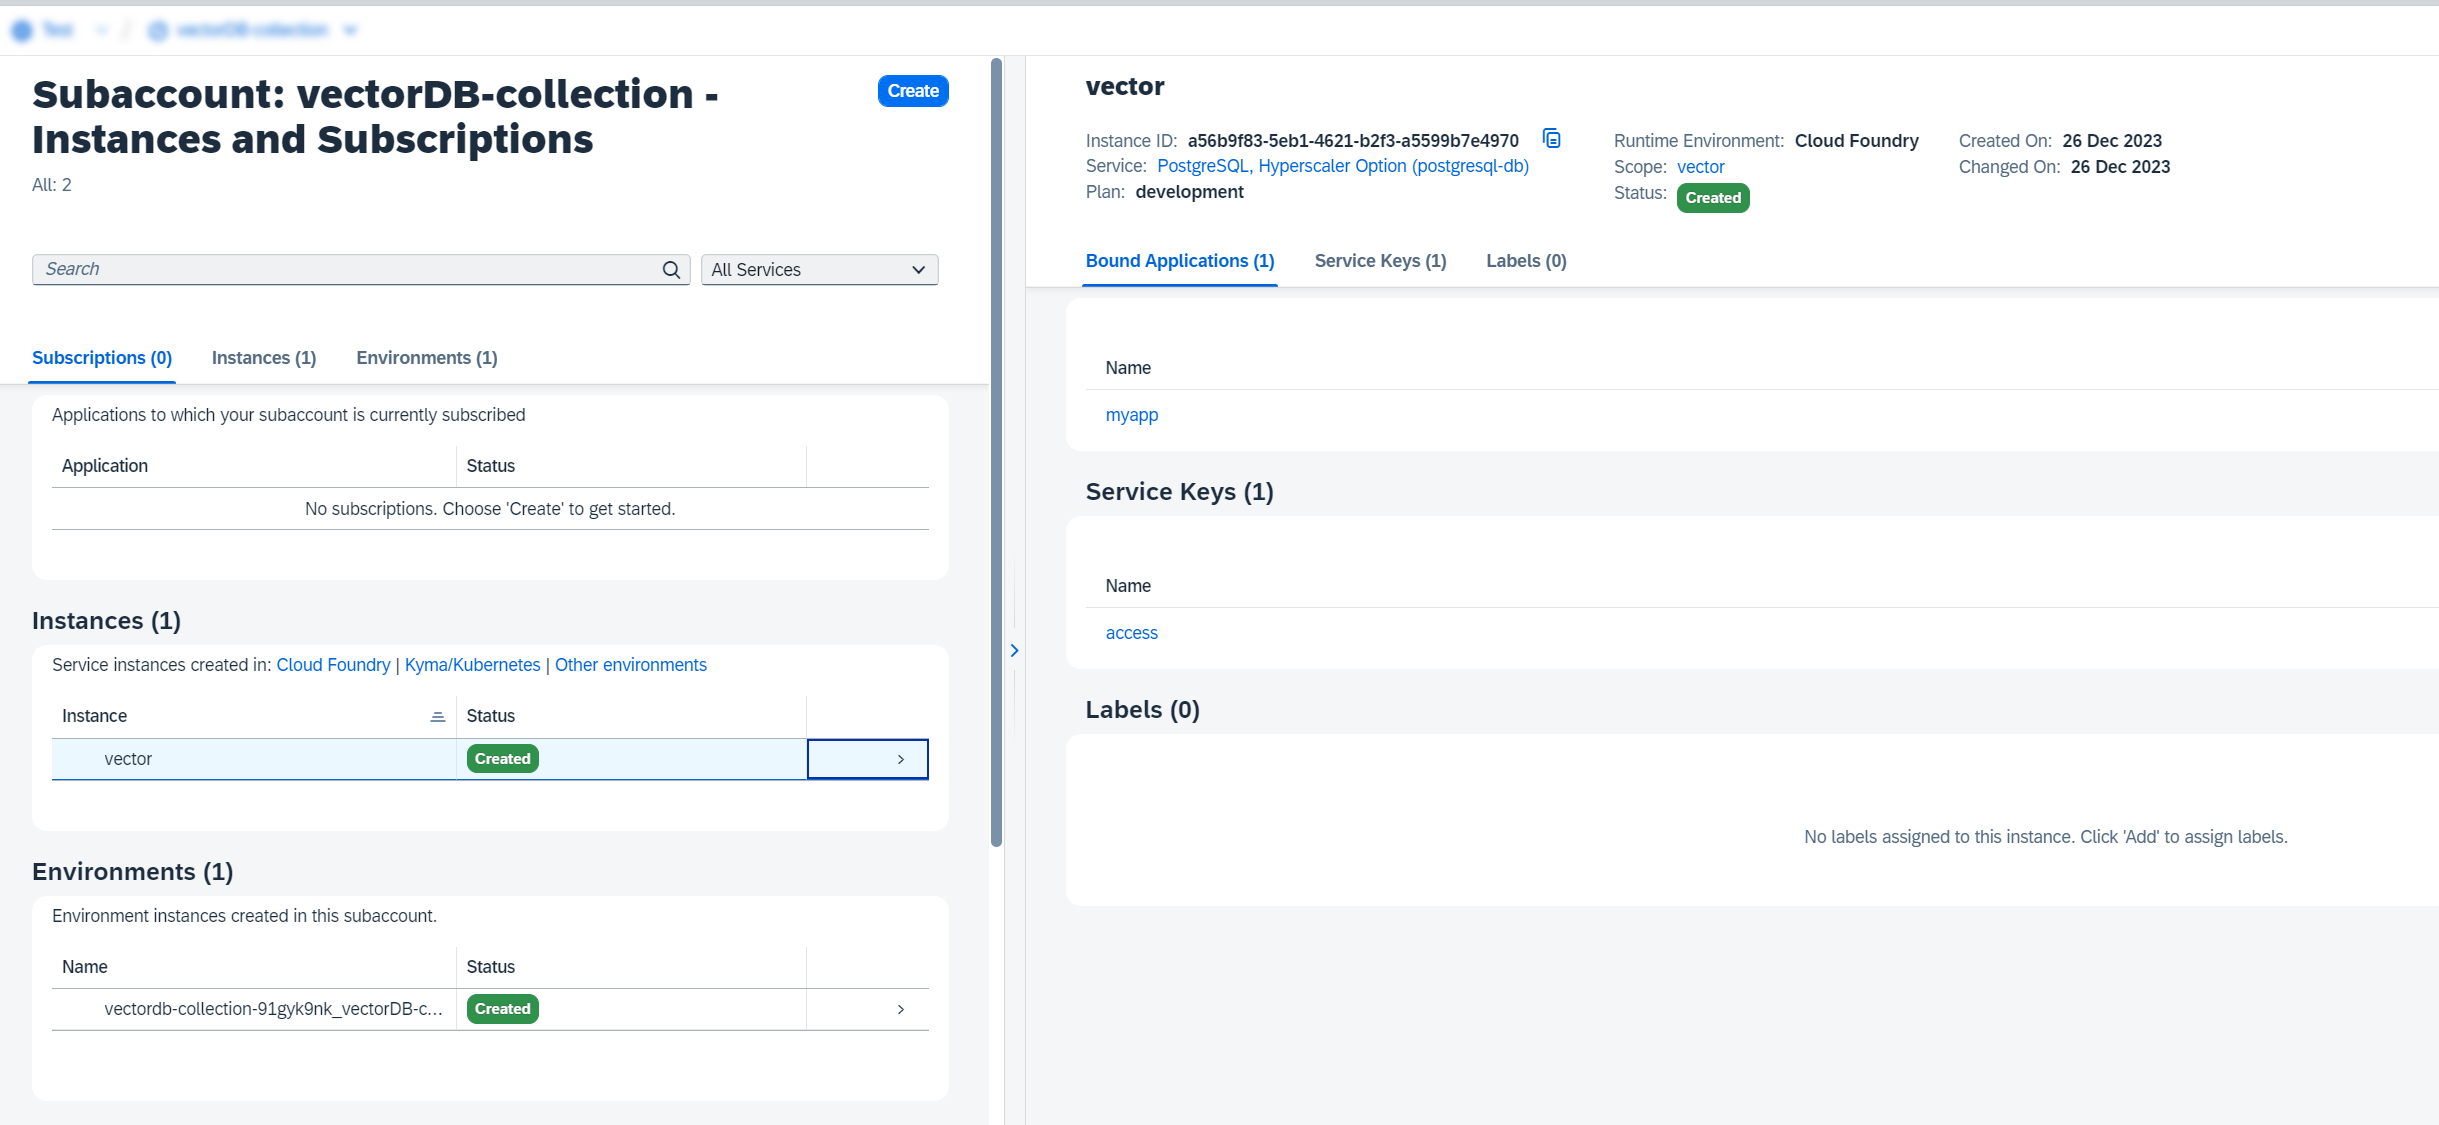 Test / vectorDB-collection
Subaccount: vectorDB-collection -
Instances and Subscriptions
Create
All: 2
Search
All Services
Subscriptions (0) Instances (1) Environments (1)
Applications to which your subaccount is currently subscribed
Application Status
No subscriptions. Choose 'Create' to get started.
Instances (1)
Service instances created in: Cloud Foundry | Kyma/Kubernetes | Other environments
Instance Status
vector Created
Environments (1)
Environment instances created in this subaccount.
Name Status
vectordb-collection-91gyk9nk_vectorDB-c... Created
vector
Instance ID: a56b9f83-5eb1-4621-b2f3-a5599b7e4970
Service: PostgreSQL, Hyperscaler Option (postgresql-db)
Plan: development
Runtime Environment: Cloud Foundry
Scope: vector
Status: Created
Created On: 26 Dec 2023
Changed On: 26 Dec 2023
Bound Applications (1) Service Keys (1) Labels (0)
Name
myapp
Service Keys (1)
Name
access
Labels (0)
No labels assigned to this instance. Click 'Add' to assign labels.